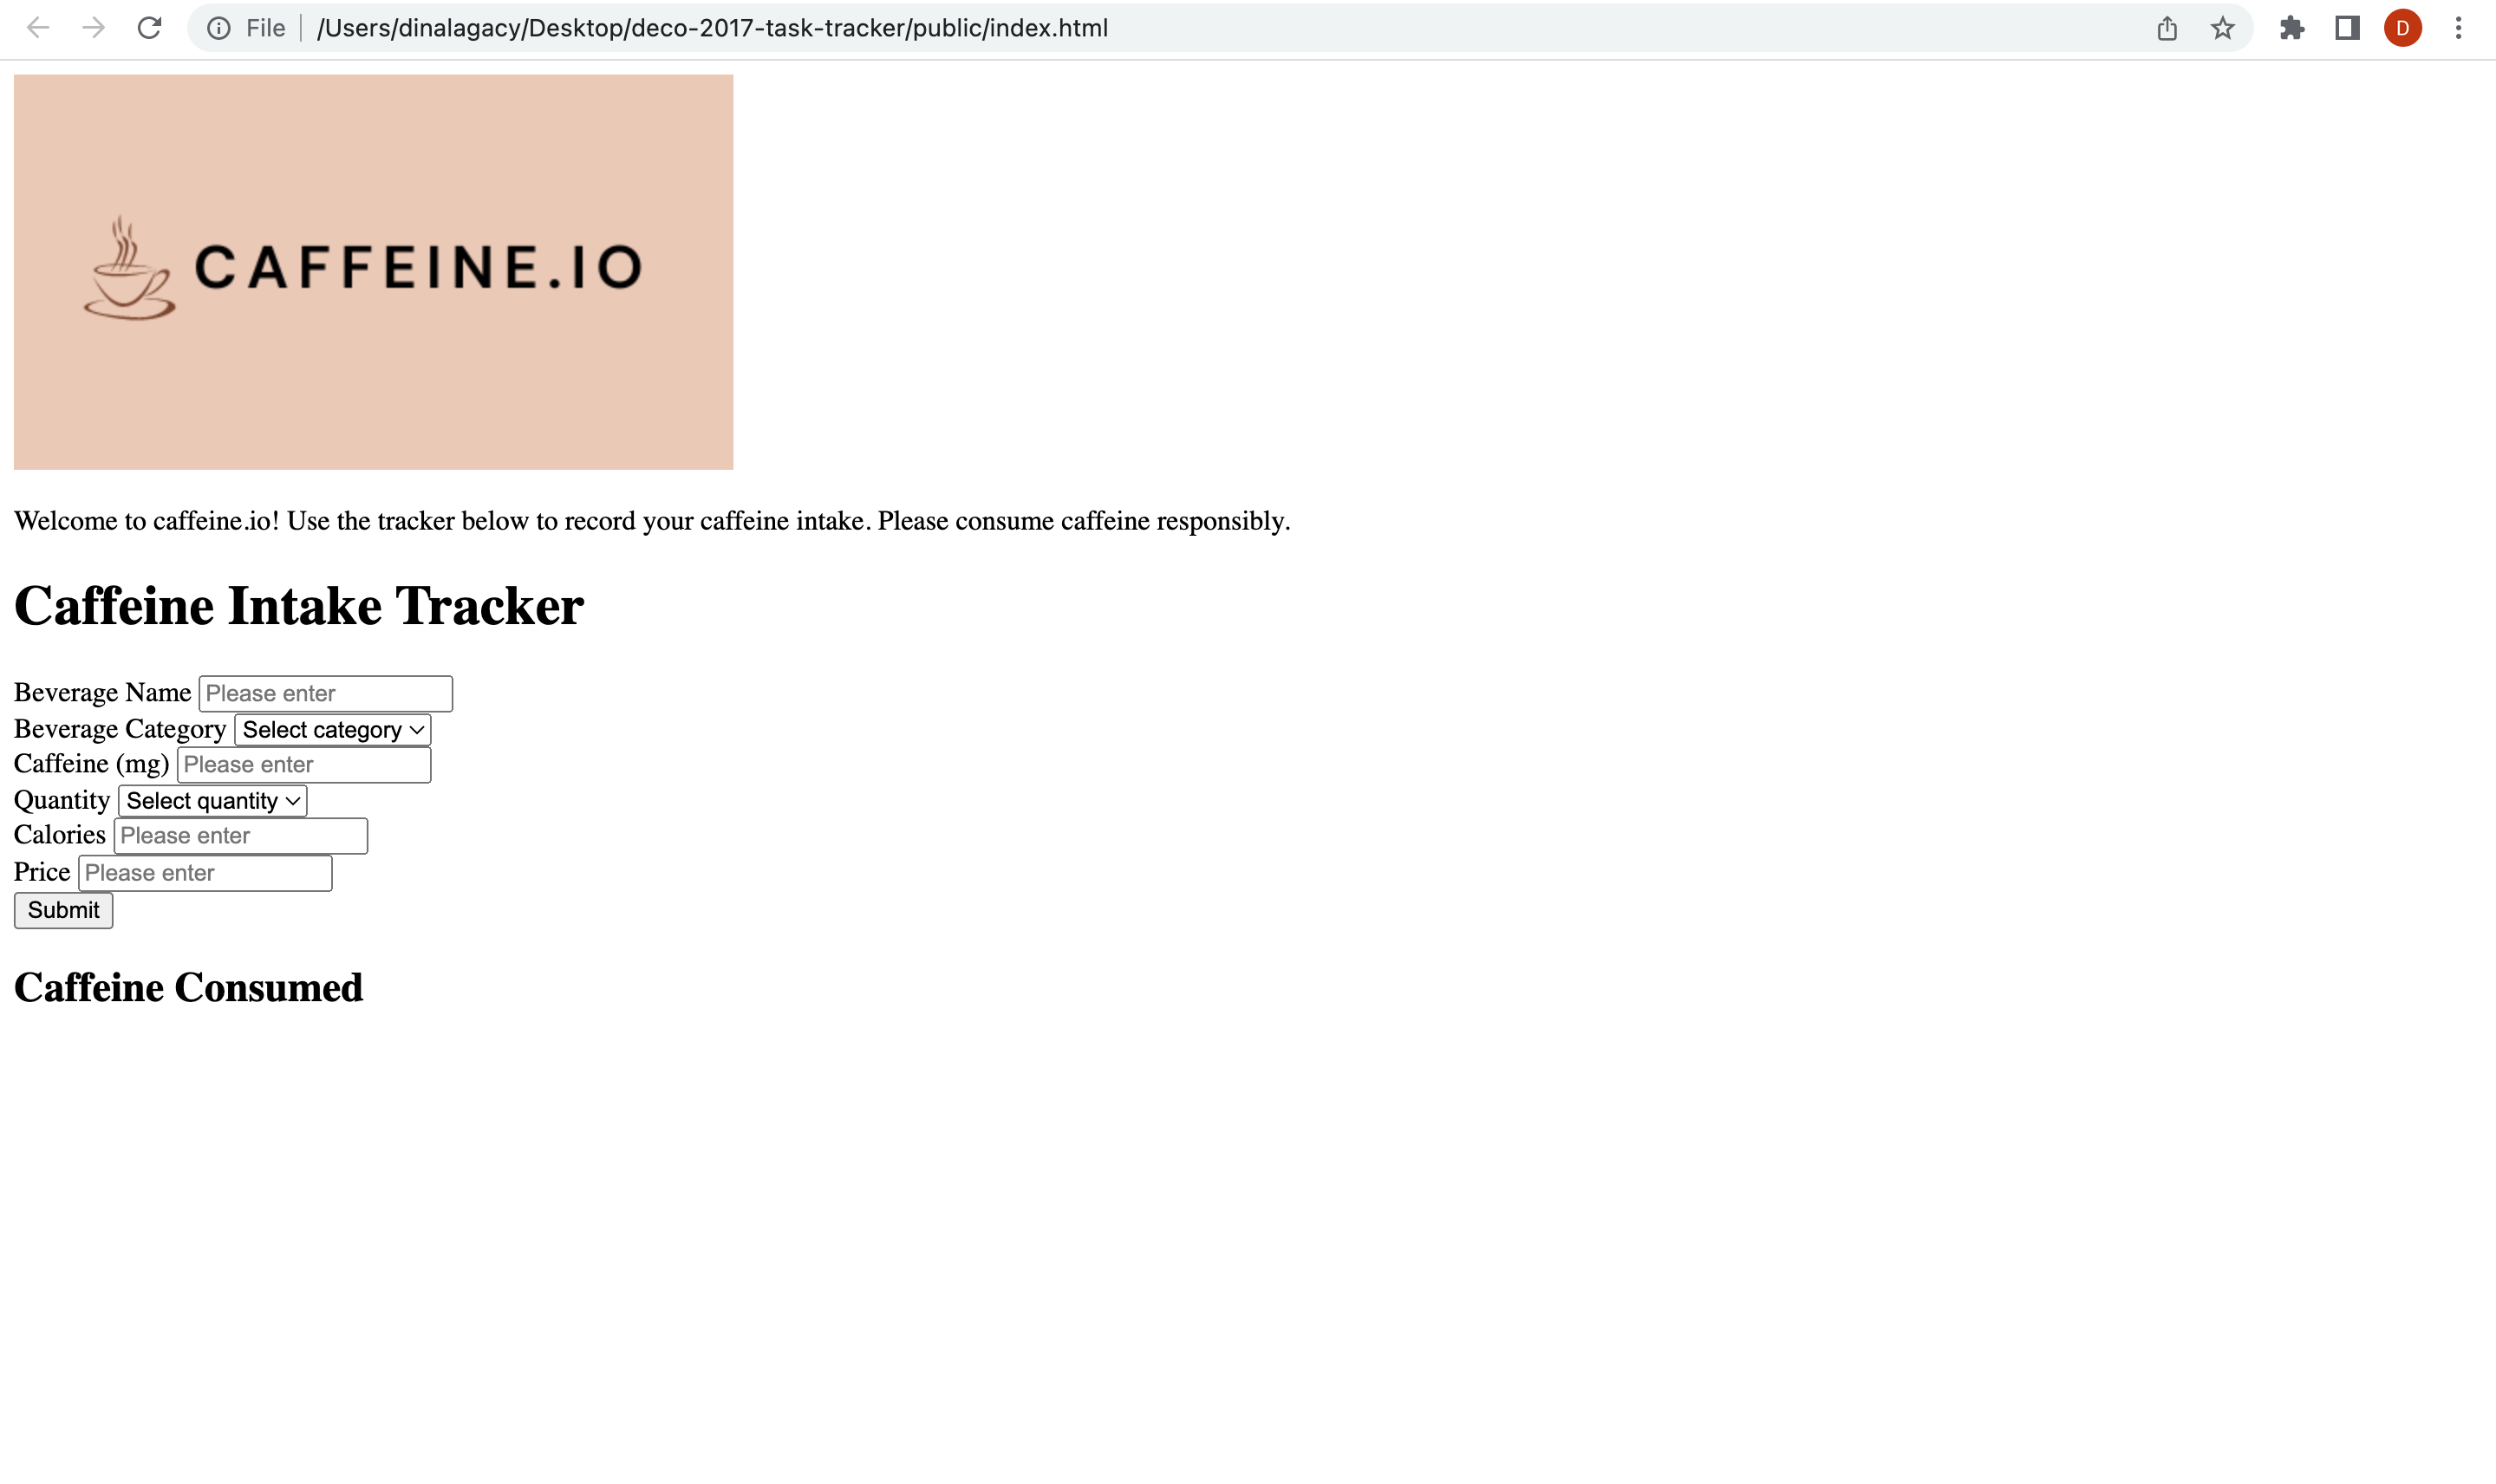 File /Users/dinalagacy/Desktop/deco-2017-task-tracker/public/index.html D
CAFFEINE.IO
Welcome to caffeine.io! Use the tracker below to record your caffeine intake. Please consume caffeine responsibly.
Caffeine Intake Tracker
Beverage Name Please enter
Beverage Category Select category
Caffeine (mg) Please enter
Quantity Select quantity
Calories Please enter
Price Please enter
Submit
Caffeine Consumed